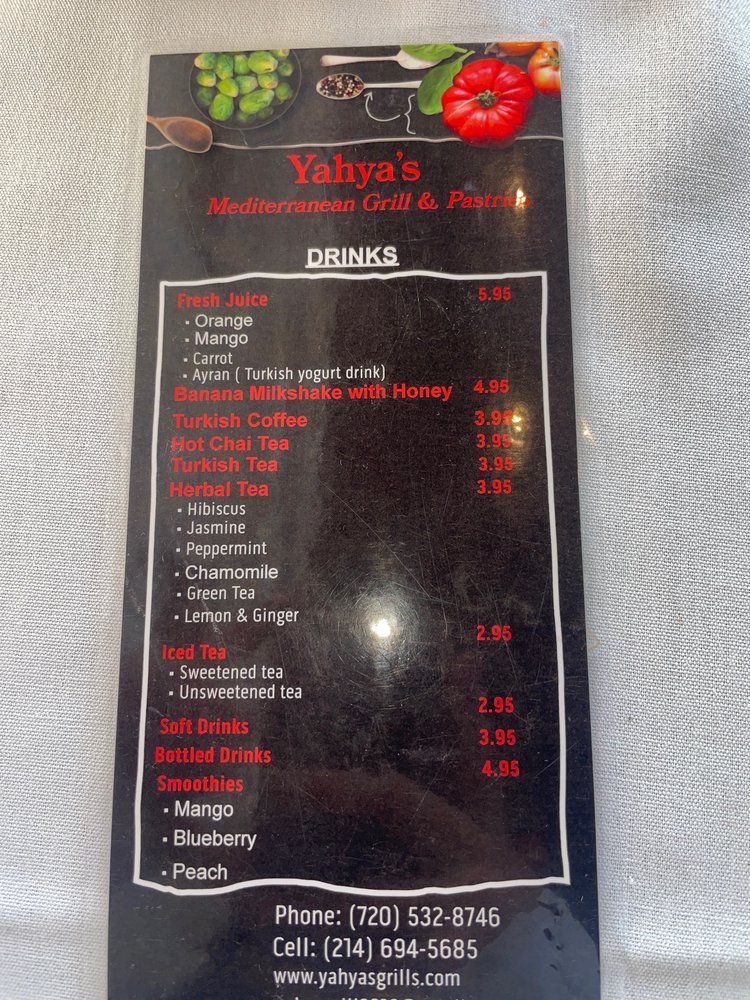 Yahya's
Mediterranean Grill & Pastries
DRINKS
Fresh Juice 5.95
▪ Orange
▪ Mango
▪ Carrot
▪ Ayran ( Turkish yogurt drink)
Banana Milkshake with Honey 4.95
Turkish Coffee 3.95
Hot Chai Tea 3.95
Turkish Tea 3.95
Herbal Tea 3.95
▪ Hibiscus
▪ Jasmine
▪ Peppermint
▪ Chamomile
▪ Green Tea
▪ Lemon & Ginger
Iced Tea 2.95
▪ Sweetened tea
▪ Unsweetened tea
Soft Drinks 2.95
Bottled Drinks 3.95
Smoothies 4.95
▪ Mango
▪ Blueberry
▪ Peach
Phone: (720) 532-8746
Cell: (214) 694-5685
www.yahyasgrills.com